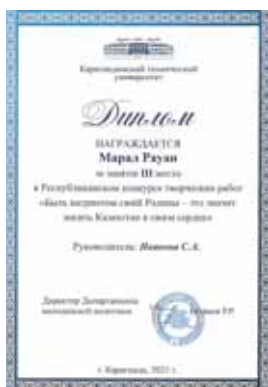 Карагандинский технический
университет
Диплом
НАГРАЖДАЕТСЯ
Марал Рауан
за занятое III место
в Республиканском конкурсе творческих работ
«Быть патриотом своей Родины – это значит
носить Казахстан в своем сердце»
Руководитель: С.А.
Директор Департамента
молодежной политики
г. Караганда, 2021 г.